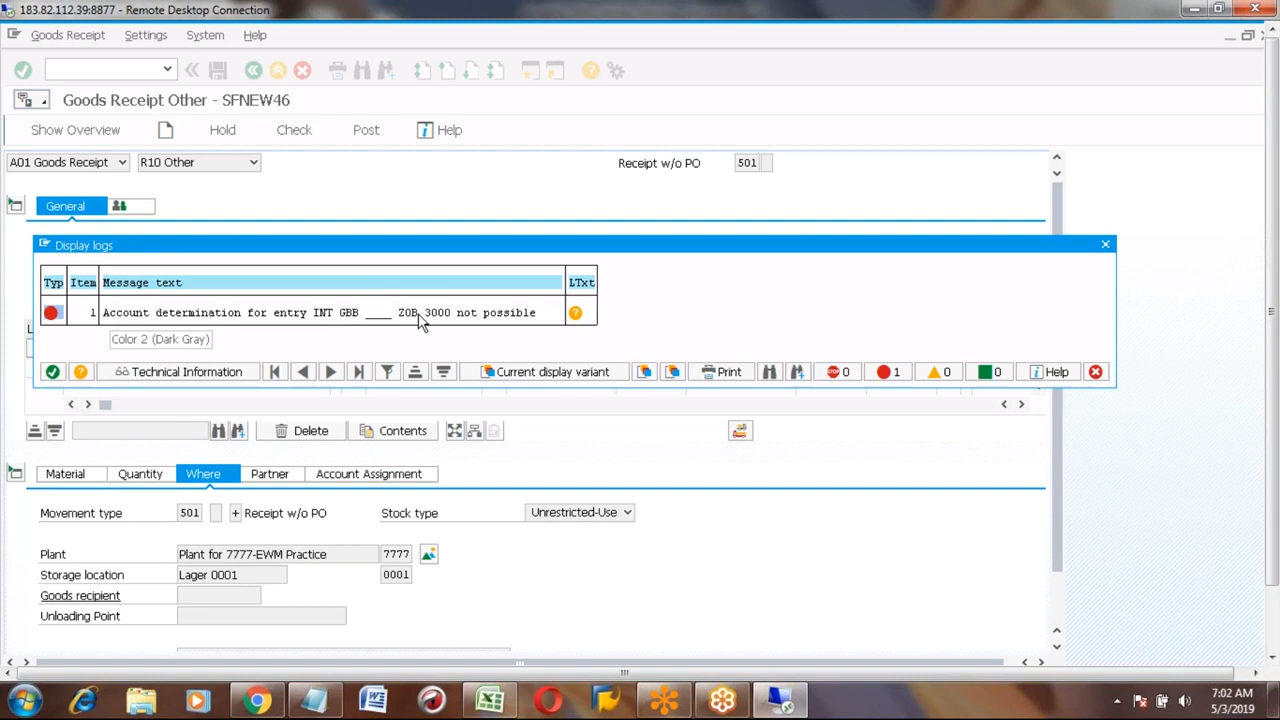 183.82.112.39:8877 - Remote Desktop Connection
Goods Receipt Settings System Help
Goods Receipt Other - SFNEW46
Show Overview Hold Check Post Help
A01 Goods Receipt R10 Other Receipt w/o PO 501
General
Display logs
Typ Item Message text LTxt
1 Account determination for entry INT GBB ____ ZOB 3000 not possible
Color 2 (Dark Gray)
Technical Information Current display variant Print STOP 0 1 0 0 Help
Delete Contents
Material Quantity Where Partner Account Assignment
Movement type 501 + Receipt w/o PO Stock type Unrestricted-Use
Plant Plant for 7777-EWM Practice 7777
Storage location Lager 0001 0001
Goods recipient
Unloading Point
7:02 AM
5/3/2019